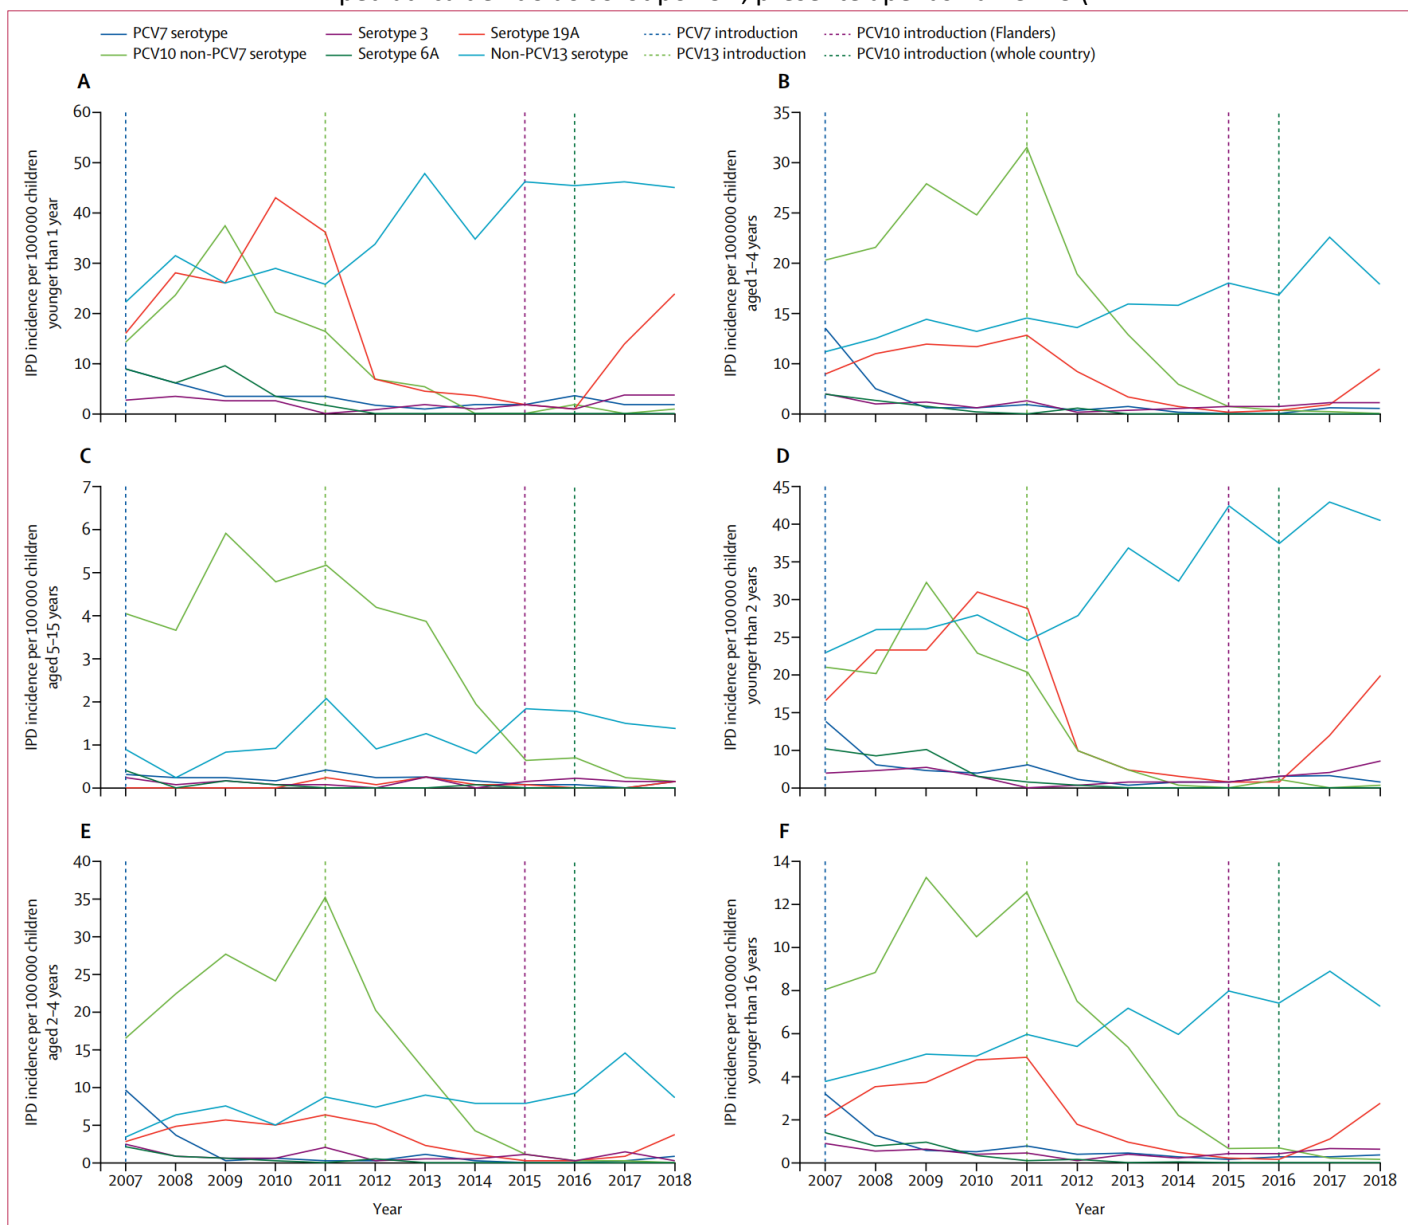 PCV7 serotype
PCV10 non-PCV7 serotype
Serotype 3
Serotype 6A
Serotype 19A
Non-PCV13 serotype
PCV7 introduction
PCV13 introduction
PCV10 introduction (Flanders)
PCV10 introduction (whole country)
A
IPD incidence per 100 000 children
younger than 1 year
60
50
40
30
20
10
0
B
IPD incidence per 100 000 children
aged 1–4 years
35
30
25
20
15
10
0
C
IPD incidence per 100 000 children
aged 5–15 years
7
6
5
4
3
2
1
0
D
IPD incidence per 100 000 children
younger than 2 years
45
40
35
30
25
20
15
10
0
E
IPD incidence per 100 000 children
aged 2–4 years
40
35
30
25
20
15
10
5
0
2007 2008 2009 2010 2011 2012 2013 2014 2015 2016 2017 2018
Year
F
IPD incidence per 100 000 children
younger than 16 years
14
12
10
8
6
4
2
0
2007 2008 2009 2010 2011 2012 2013 2014 2015 2016 2017 2018
Year